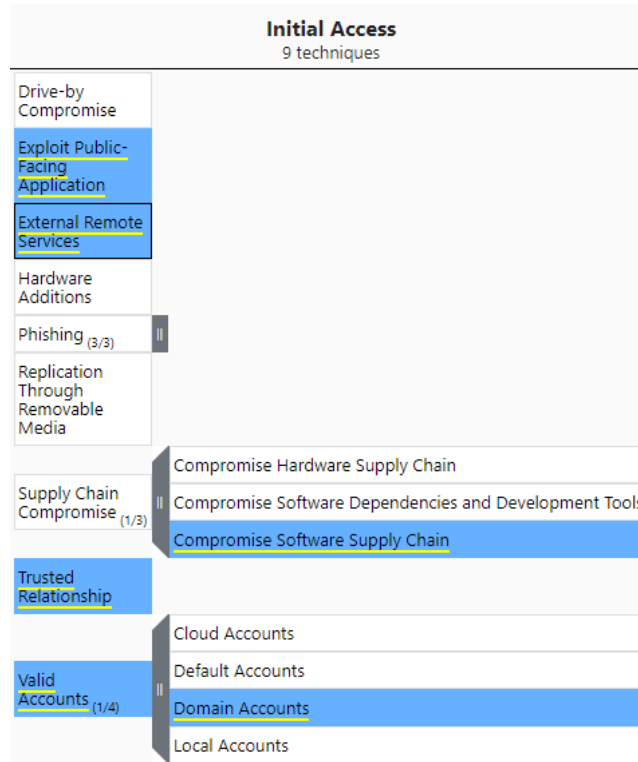 Initial Access
9 techniques
Drive-by
Compromise
Exploit Public-
Facing
Application
External Remote
Services
Hardware
Additions
Phishing (3/3)
Replication
Through
Removable
Media
Supply Chain
Compromise (1/3)
Compromise Hardware Supply Chain
Compromise Software Dependencies and Development Tools
Compromise Software Supply Chain
Trusted
Relationship
Valid
Accounts (1/4)
Cloud Accounts
Default Accounts
Domain Accounts
Local Accounts